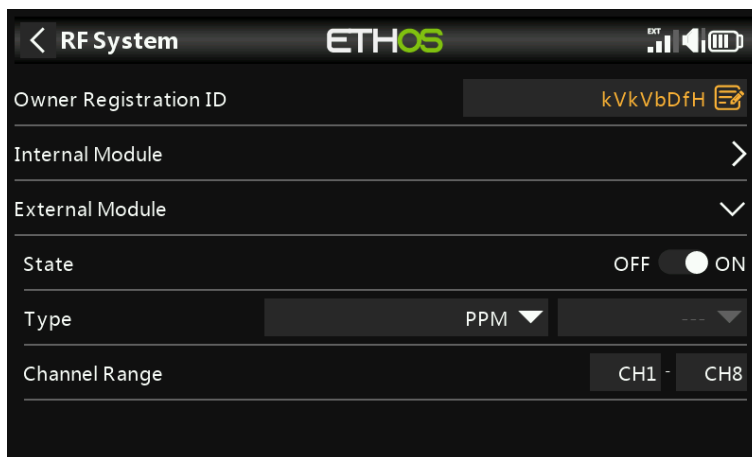 RF System ETHOS EXT
Owner Registration ID kVkVbDfH
Internal Module
External Module
State OFF ON
Type PPM ---
Channel Range CH1 - CH8